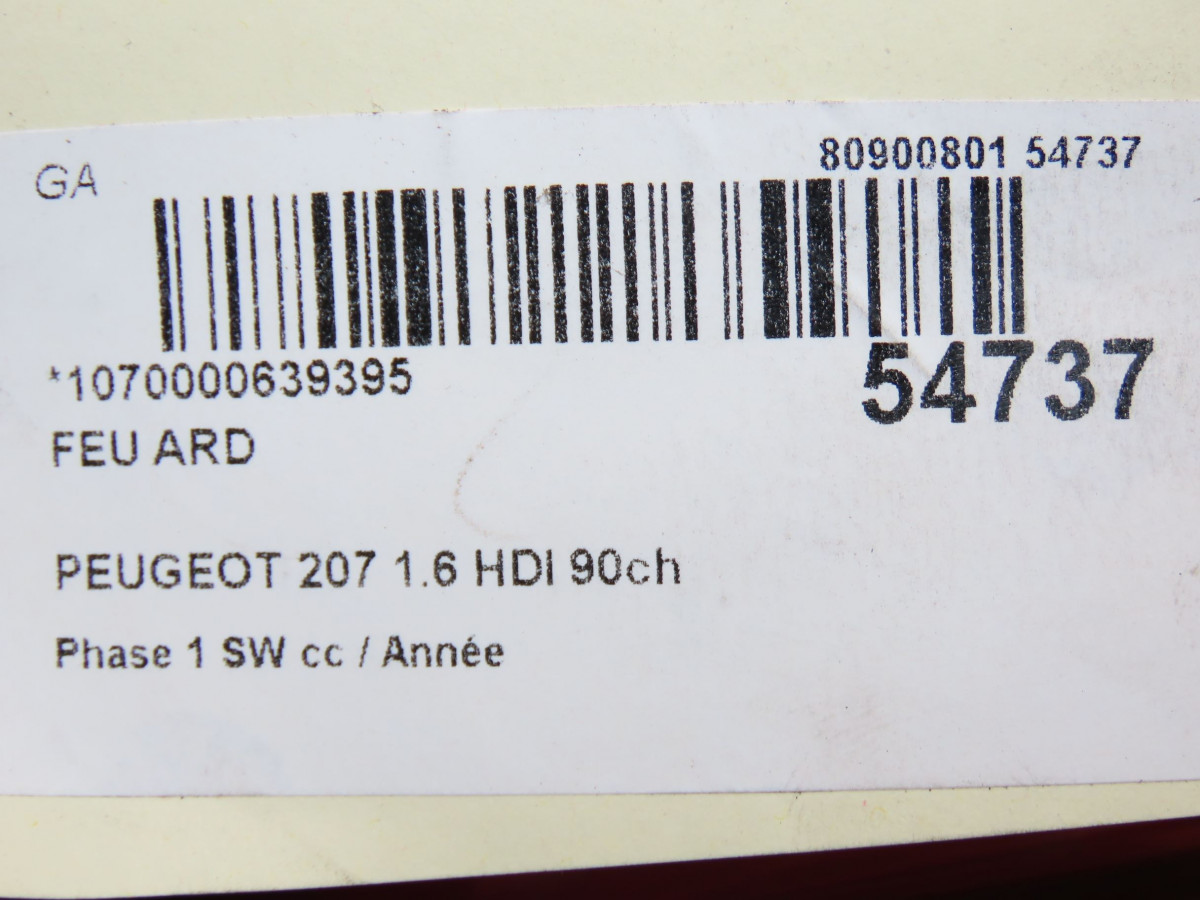 GA
80900801 54737
*1070000639395
54737
FEU ARD
PEUGEOT 207 1.6 HDI 90ch
Phase 1 SW cc / Année